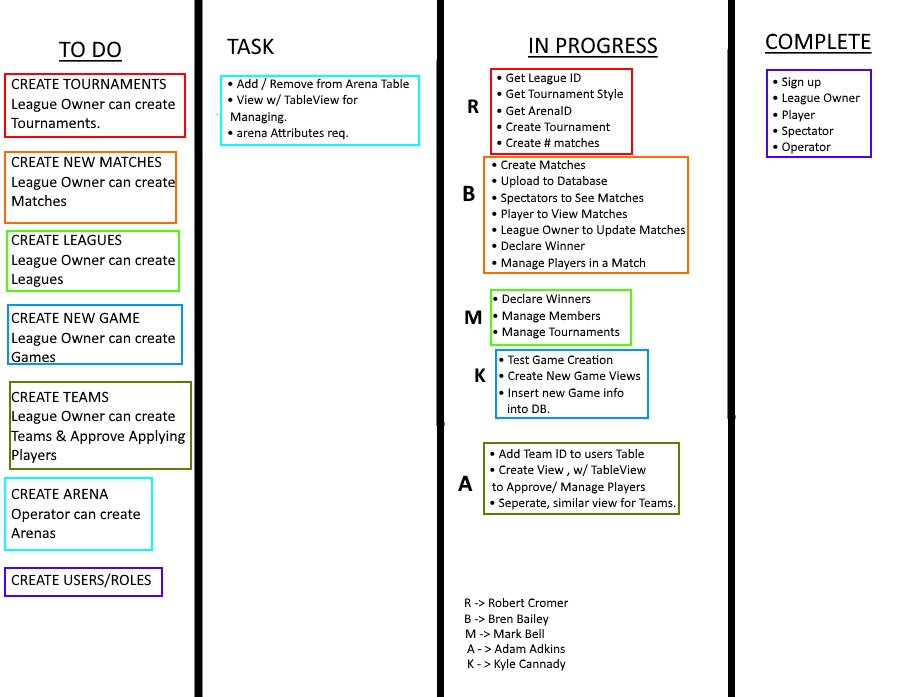 TO DO
CREATE TOURNAMENTS
League Owner can create
Tournaments.
CREATE NEW MATCHES
League Owner can create
Matches
CREATE LEAGUES
League Owner can create
Leagues
CREATE NEW GAME
League Owner can create
Games
CREATE TEAMS
League Owner can create
Teams & Approve Applying
Players
CREATE ARENA
Operator can create
Arenas
CREATE USERS/ROLES
TASK
• Add / Remove from Arena Table
• View w/ TableView for
Managing.
• arena Attributes req.
IN PROGRESS
R
• Get League ID
• Get Tournament Style
• Get ArenaID
• Create Tournament
• Create # matches
B
• Create Matches
• Upload to Database
• Spectators to See Matches
• Player to View Matches
• League Owner to Update Matches
• Declare Winner
• Manage Players in a Match
M
• Declare Winners
• Manage Members
• Manage Tournaments
K
• Test Game Creation
• Create New Game Views
• Insert new Game info
into DB.
A
• Add Team ID to users Table
• Create View , w/ TableView
to Approve/ Manage Players
• Seperate, similar view for Teams.
R -> Robert Cromer
B -> Bren Bailey
M -> Mark Bell
A - > Adam Adkins
K - > Kyle Cannady
COMPLETE
• Sign up
• League Owner
• Player
• Spectator
• Operator